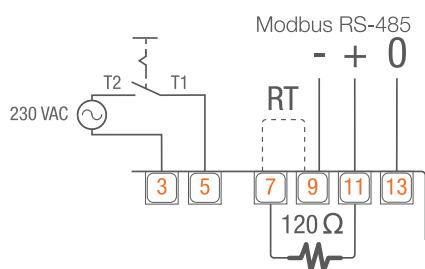 Modbus RS-485
- + 0
T2 T1
RT
230 VAC
3 5 7 9 11 13
120 Ω